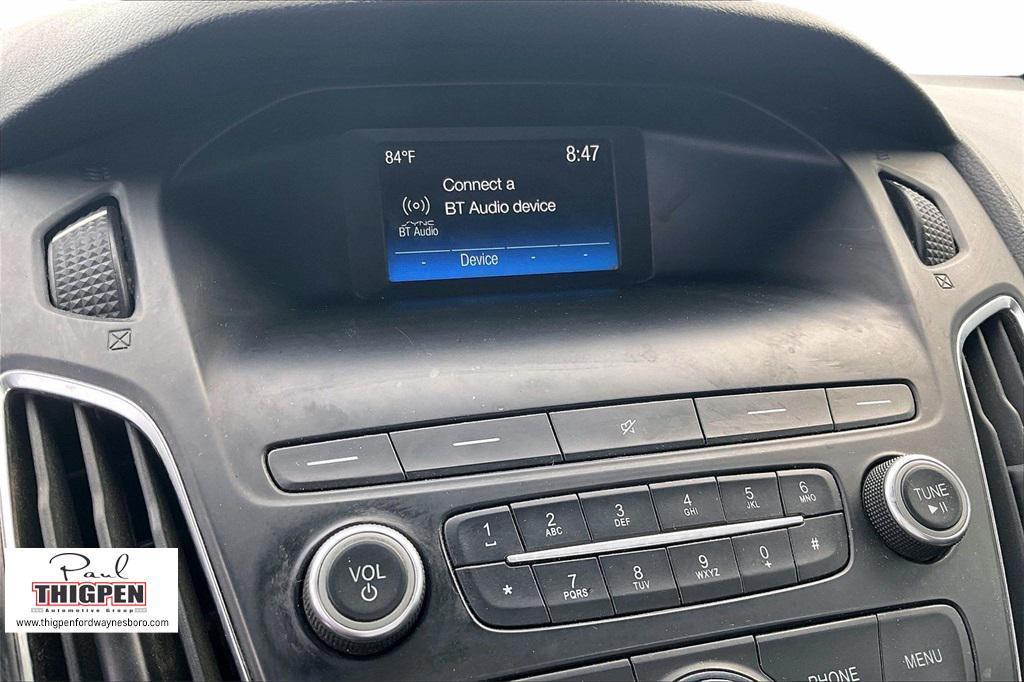 84°F 8:47
Connect a
BT Audio device
SYNC
BT Audio
- Device - -
1 2 ABC 3 DEF 4 GHI 5 JKL 6 MNO
* 7 PQRS 8 TUV 9 WXYZ 0 + #
VOL
TUNE
PHONE
MENU
Paul
THIGPEN
Automotive Group
www.thigpenfordwaynesboro.com